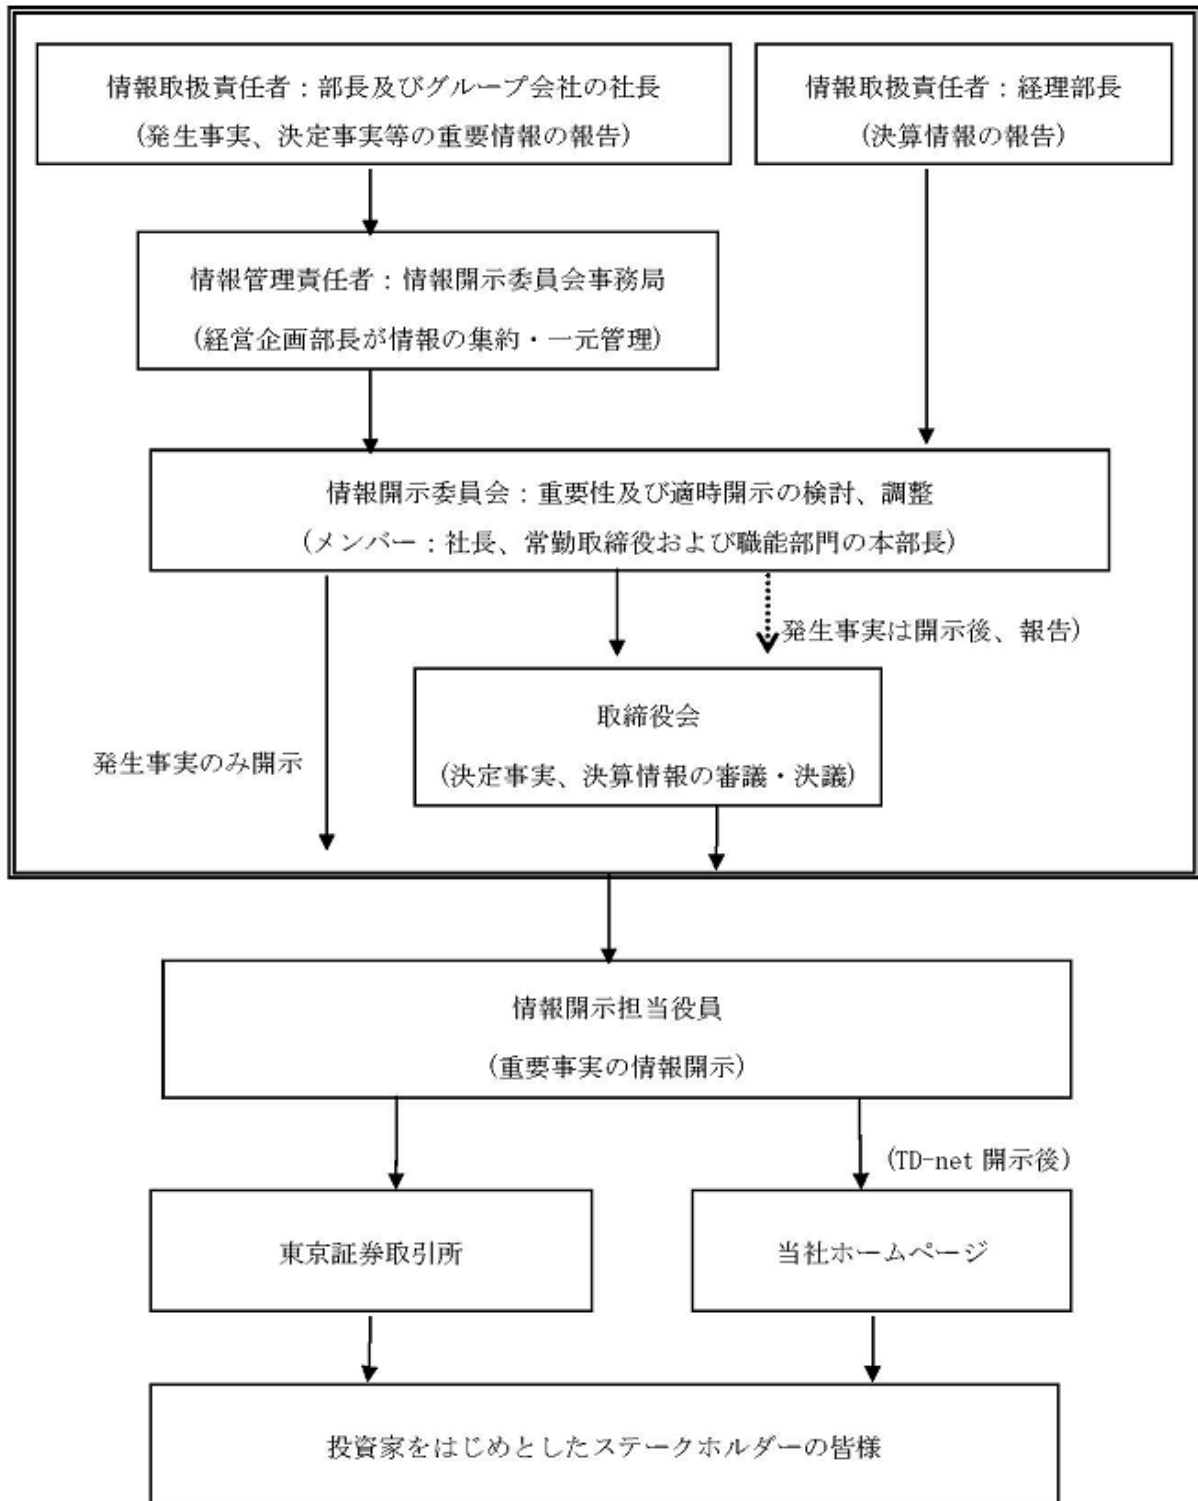 情報取扱責任者：部長及びグループ会社の社長
(発生事実、決定事実等の重要情報の報告)
情報取扱責任者：経理部長
(決算情報の報告)
情報管理責任者：情報開示委員会事務局
(経営企画部長が情報の集約・一元管理)
情報開示委員会：重要性及び適時開示の検討、調整
(メンバー：社長、常勤取締役および職能部門の本部長)
発生事実は開示後、報告)
取締役会
(決定事実、決算情報の審議・決議)
発生事実のみ開示
情報開示担当役員
(重要事実の情報開示)
(TD-net 開示後)
東京証券取引所
当社ホームページ
投資家をはじめとしたステークホルダーの皆様